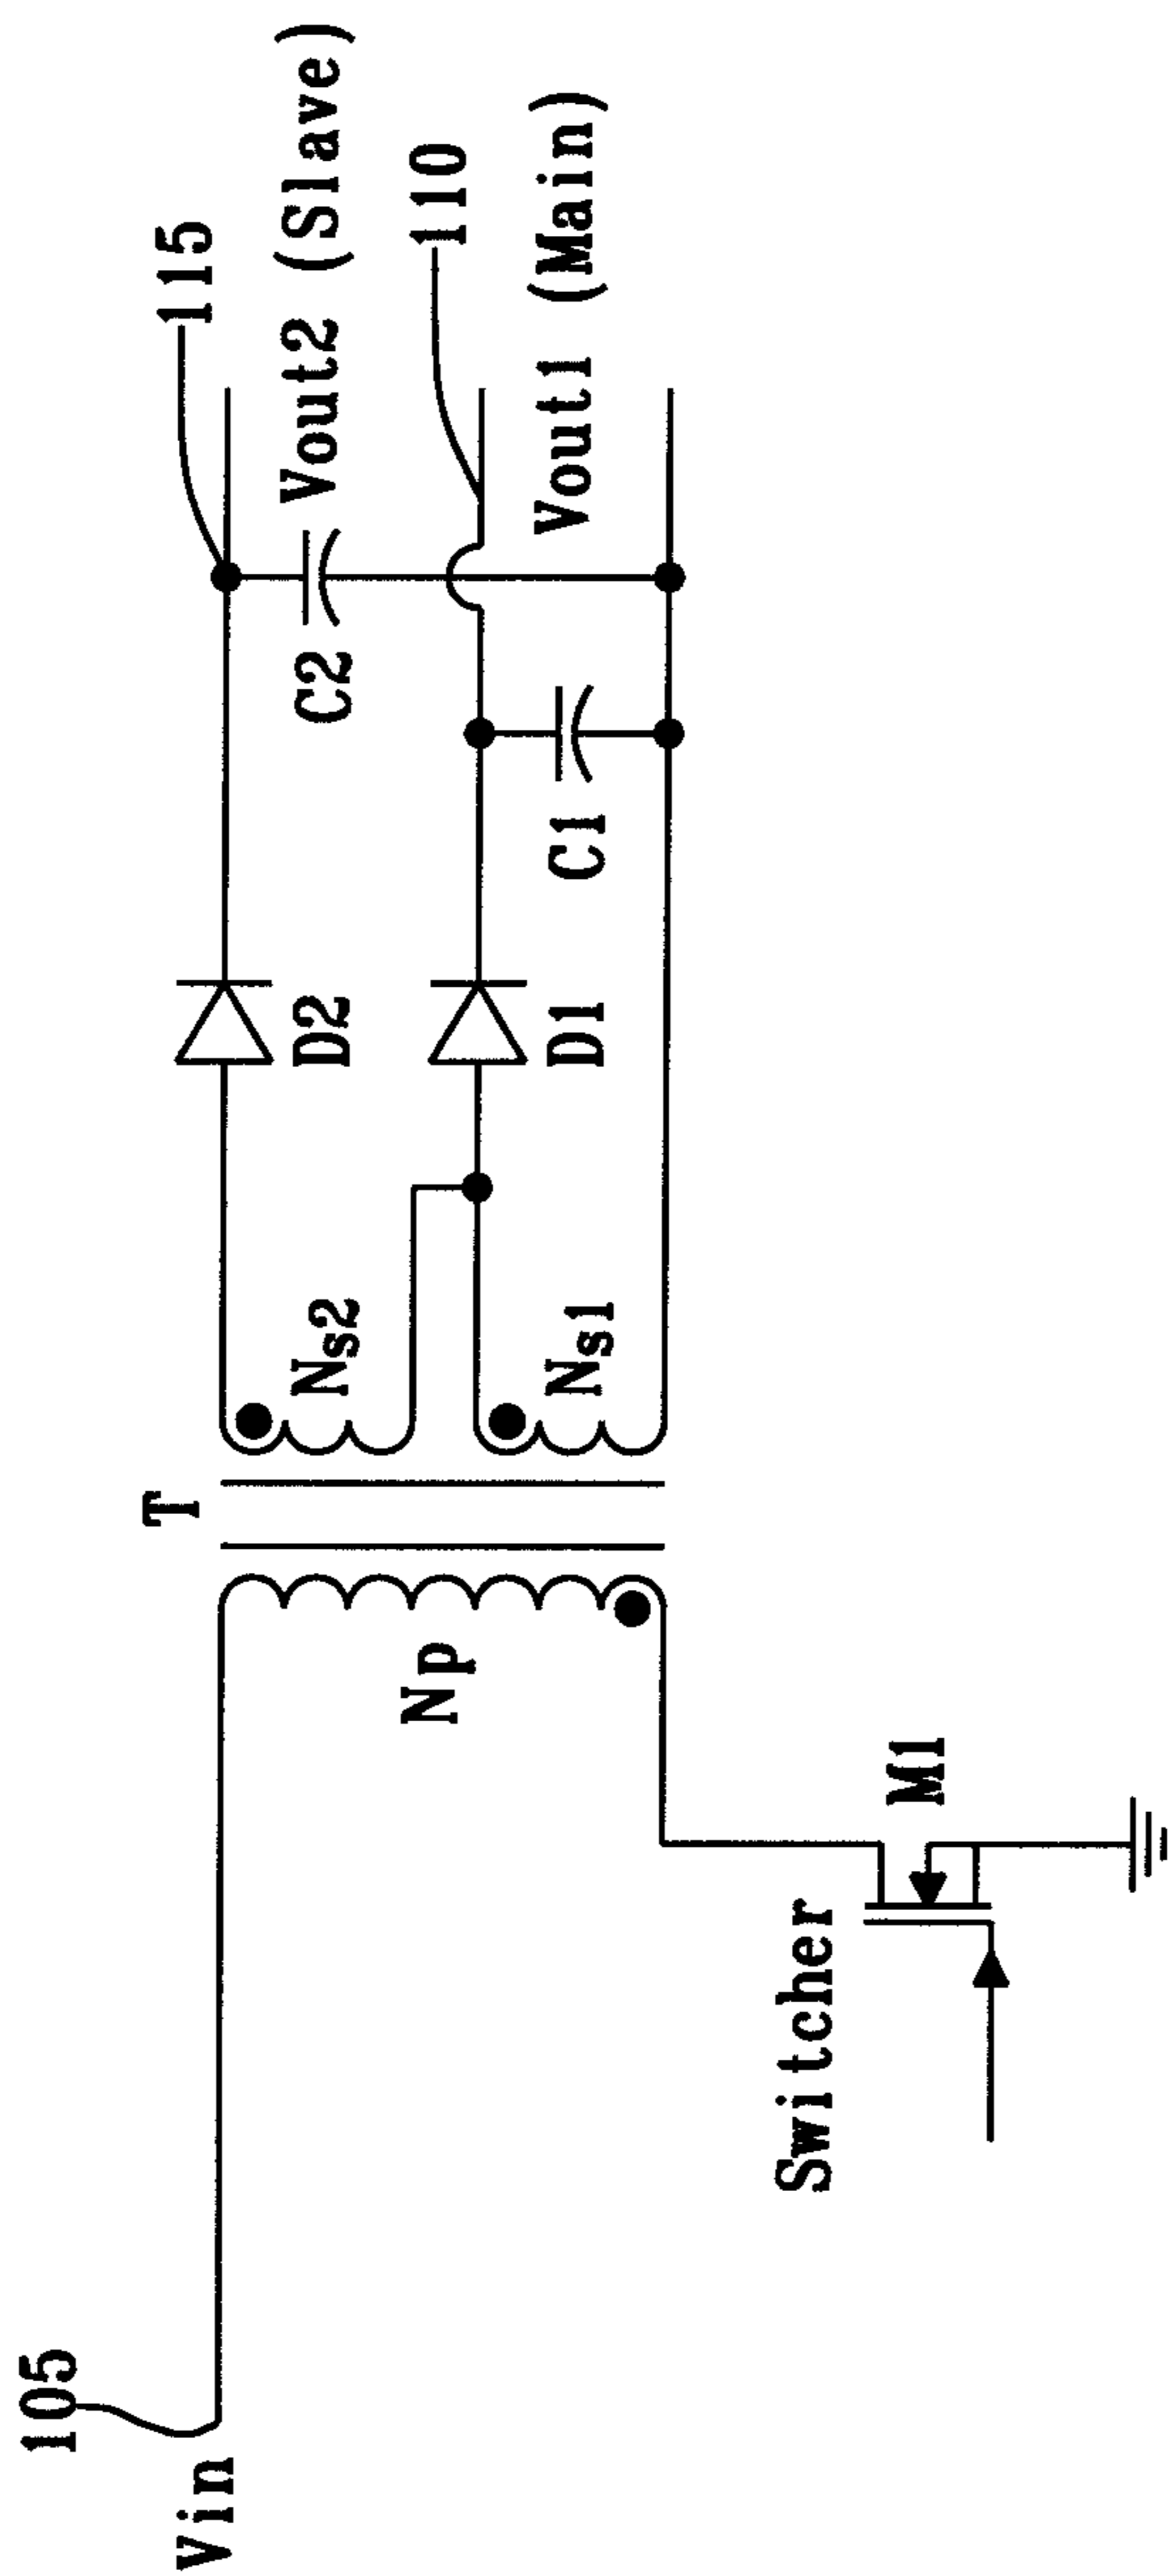 105
Vin
Switcher
M1
Np
T
Ns2
Ns1
D2
D1
C2
C1
115
Vout2 (Slave)
110
Vout1 (Main)